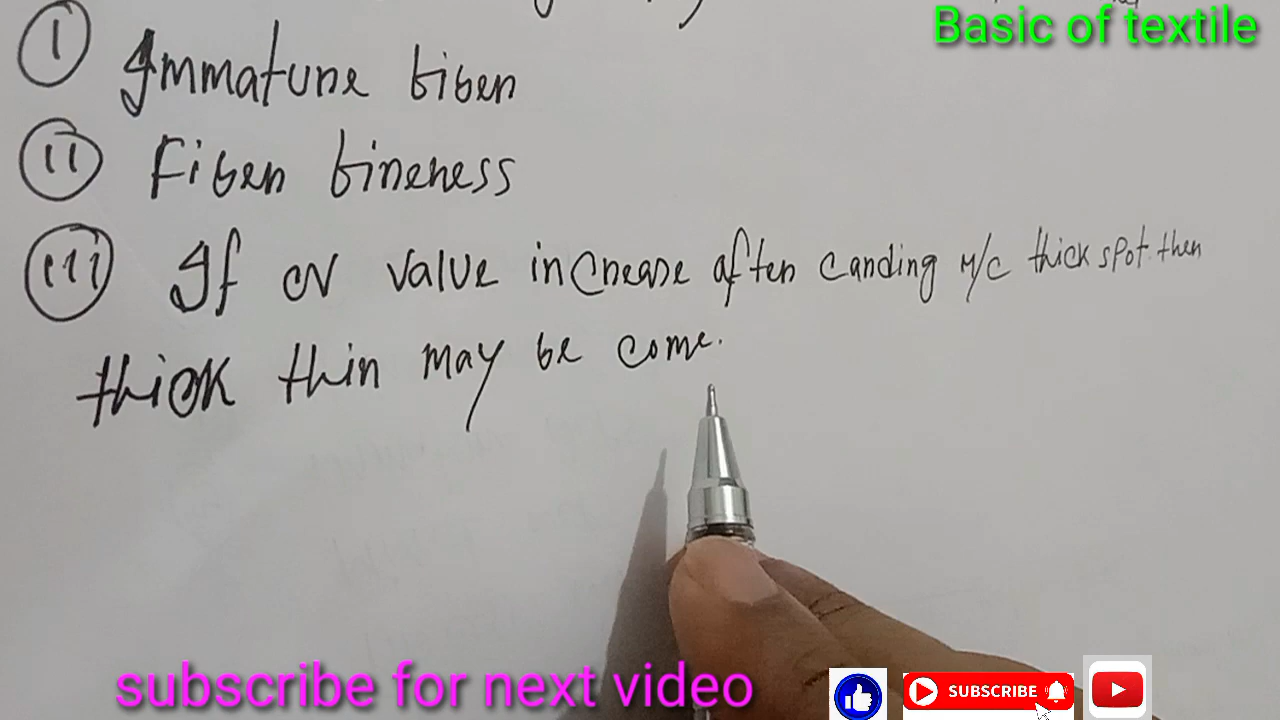 Basic of textile
(i) Immature fiber
(ii) Fiber fineness
(iii) If CV value increase after carding m/c thick spot then
thick thin may be come.
subscribe for next video
SUBSCRIBE